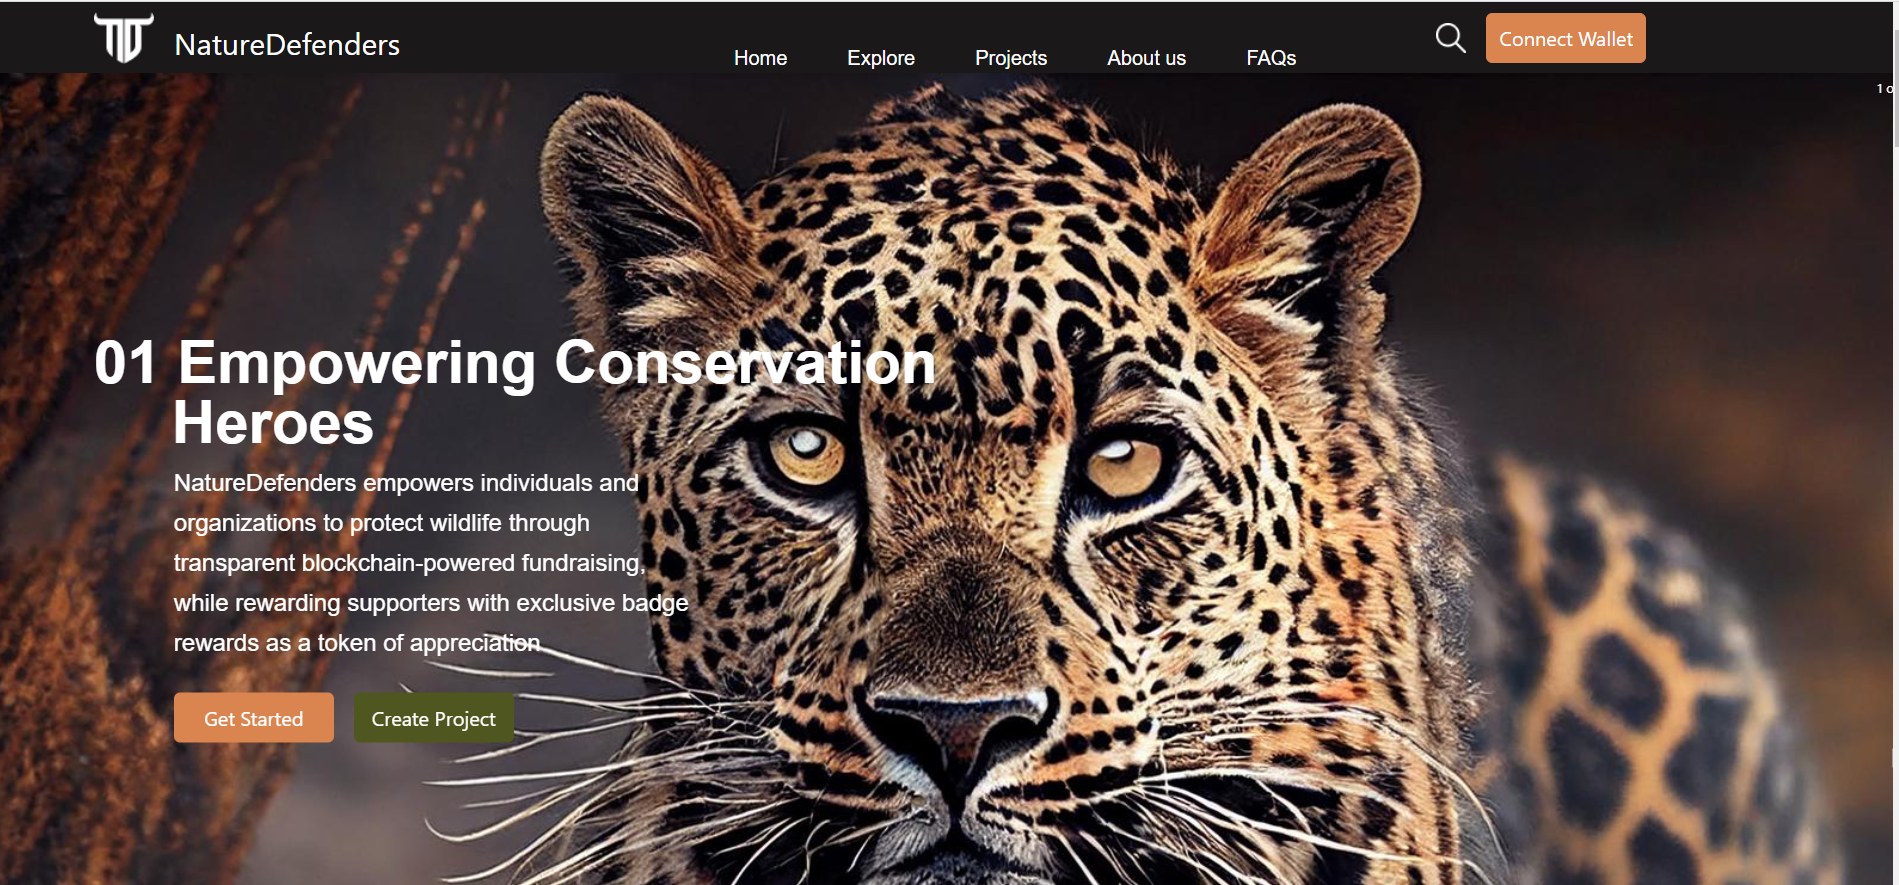 NatureDefenders
Home Explore Projects About us FAQs
Connect Wallet
1 o
01 Empowering Conservation
Heroes
NatureDefenders empowers individuals and
organizations to protect wildlife through
transparent blockchain-powered fundraising,
while rewarding supporters with exclusive badge
rewards as a token of appreciation
Get Started Create Project